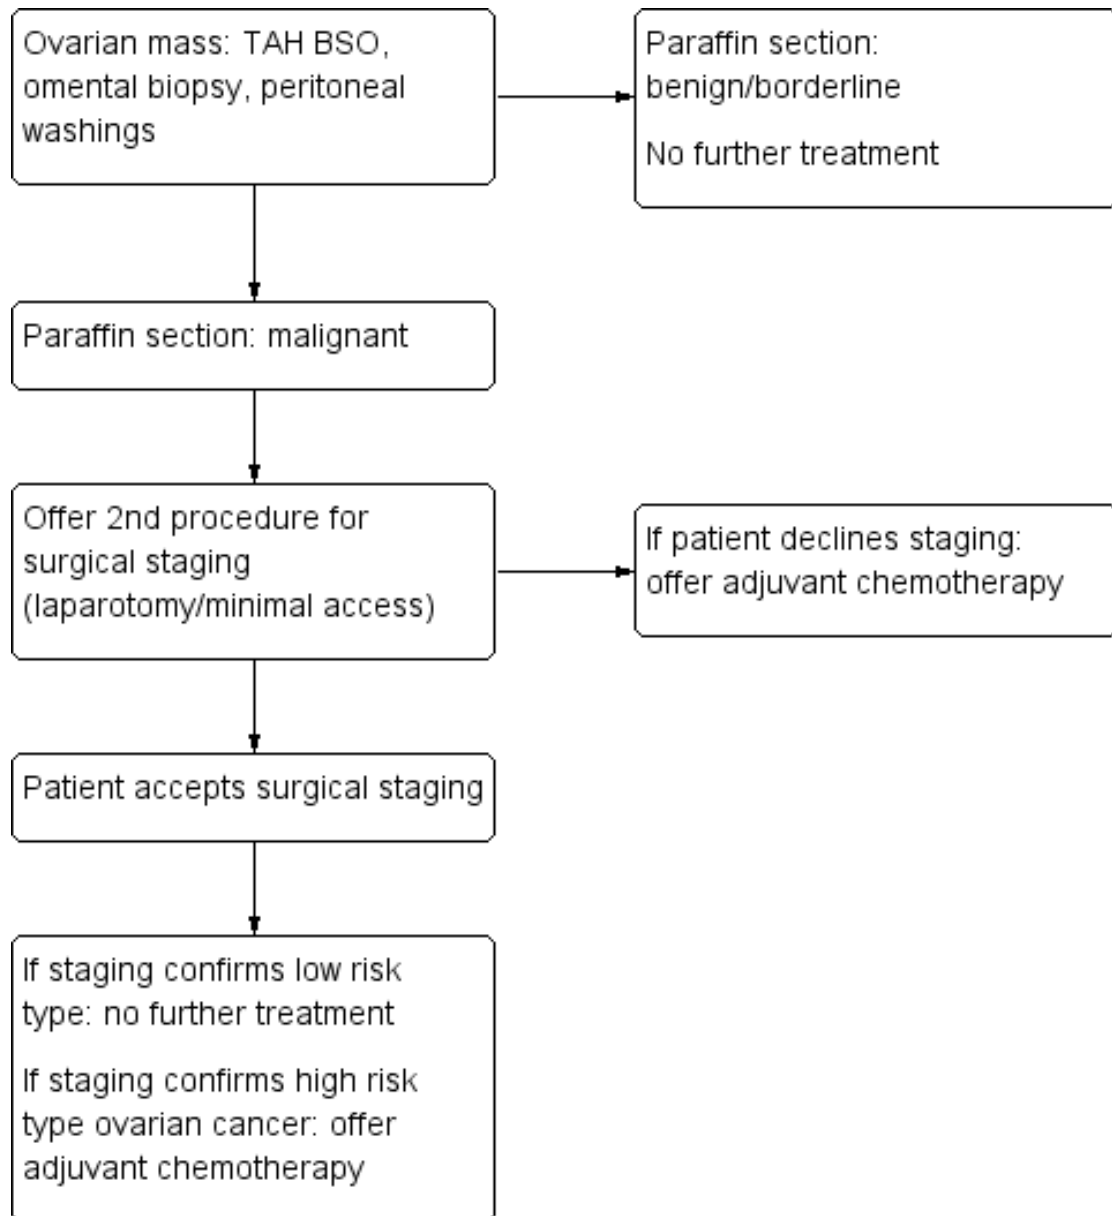 Ovarian mass: TAH BSO,
omental biopsy, peritoneal
washings
Paraffin section:
benign/borderline
No further treatment
Paraffin section: malignant
Offer 2nd procedure for
surgical staging
(laparotomy/minimal access)
If patient declines staging:
offer adjuvant chemotherapy
Patient accepts surgical staging
If staging confirms low risk
type: no further treatment
If staging confirms high risk
type ovarian cancer: offer
adjuvant chemotherapy